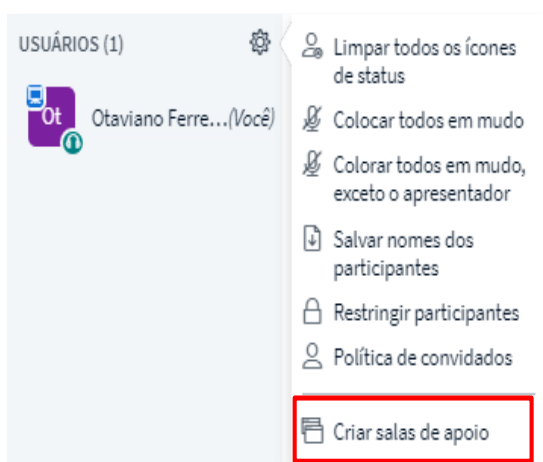 USUÁRIOS (1)
Ot
Otaviano Ferre...(Você)
Limpar todos os ícones
de status
Colocar todos em mudo
Colorar todos em mudo,
exceto o apresentador
Salvar nomes dos
participantes
Restringir participantes
Política de convidados
Criar salas de apoio